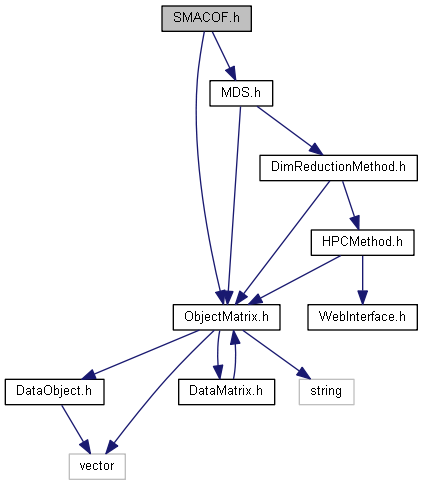 SMACOF.h
MDS.h
DimReductionMethod.h
HPCMethod.h
ObjectMatrix.h
WebInterface.h
DataObject.h
DataMatrix.h
string
vector